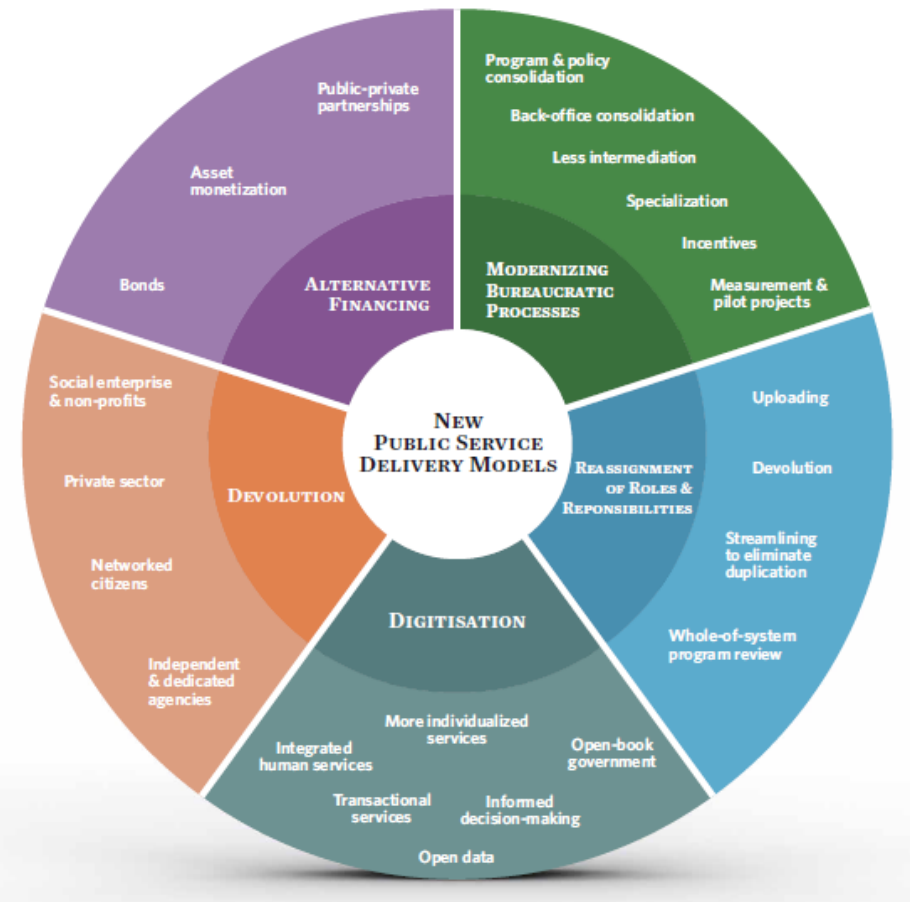 NEW
PUBLIC SERVICE
DELIVERY MODELS
MODERNIZING
BUREAUCRATIC
PROCESSES
Program & policy
consolidation
Back-office consolidation
Less intermediation
Specialization
Incentives
Measurement &
pilot projects
REASSIGNMENT
OF ROLES &
REPONSIBILITIES
Uploading
Devolution
Streamlining
to eliminate
duplication
Whole-of-system
program review
DIGITISATION
More individualized
services
Integrated
human services
Open-book
government
Transactional
services
Informed
decision-making
Open data
DEVOLUTION
Social enterprise
& non-profits
Private sector
Networked
citizens
Independent
& dedicated
agencies
ALTERNATIVE
FINANCING
Public-private
partnerships
Asset
monetization
Bonds